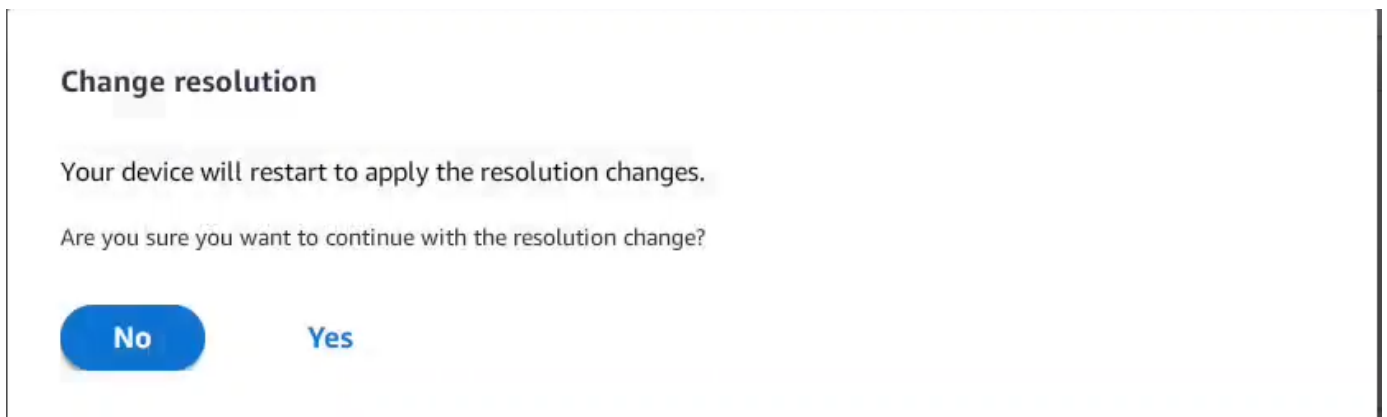 Change resolution
Your device will restart to apply the resolution changes.
Are you sure you want to continue with the resolution change?
No Yes